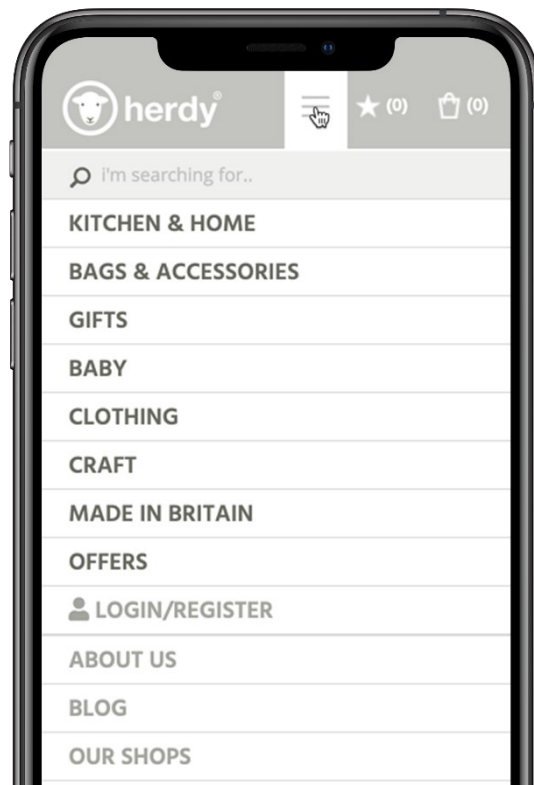 herdy®
(0)
(0)
i'm searching for..
KITCHEN & HOME
BAGS & ACCESSORIES
GIFTS
BABY
CLOTHING
CRAFT
MADE IN BRITAIN
OFFERS
LOGIN/REGISTER
ABOUT US
BLOG
OUR SHOPS